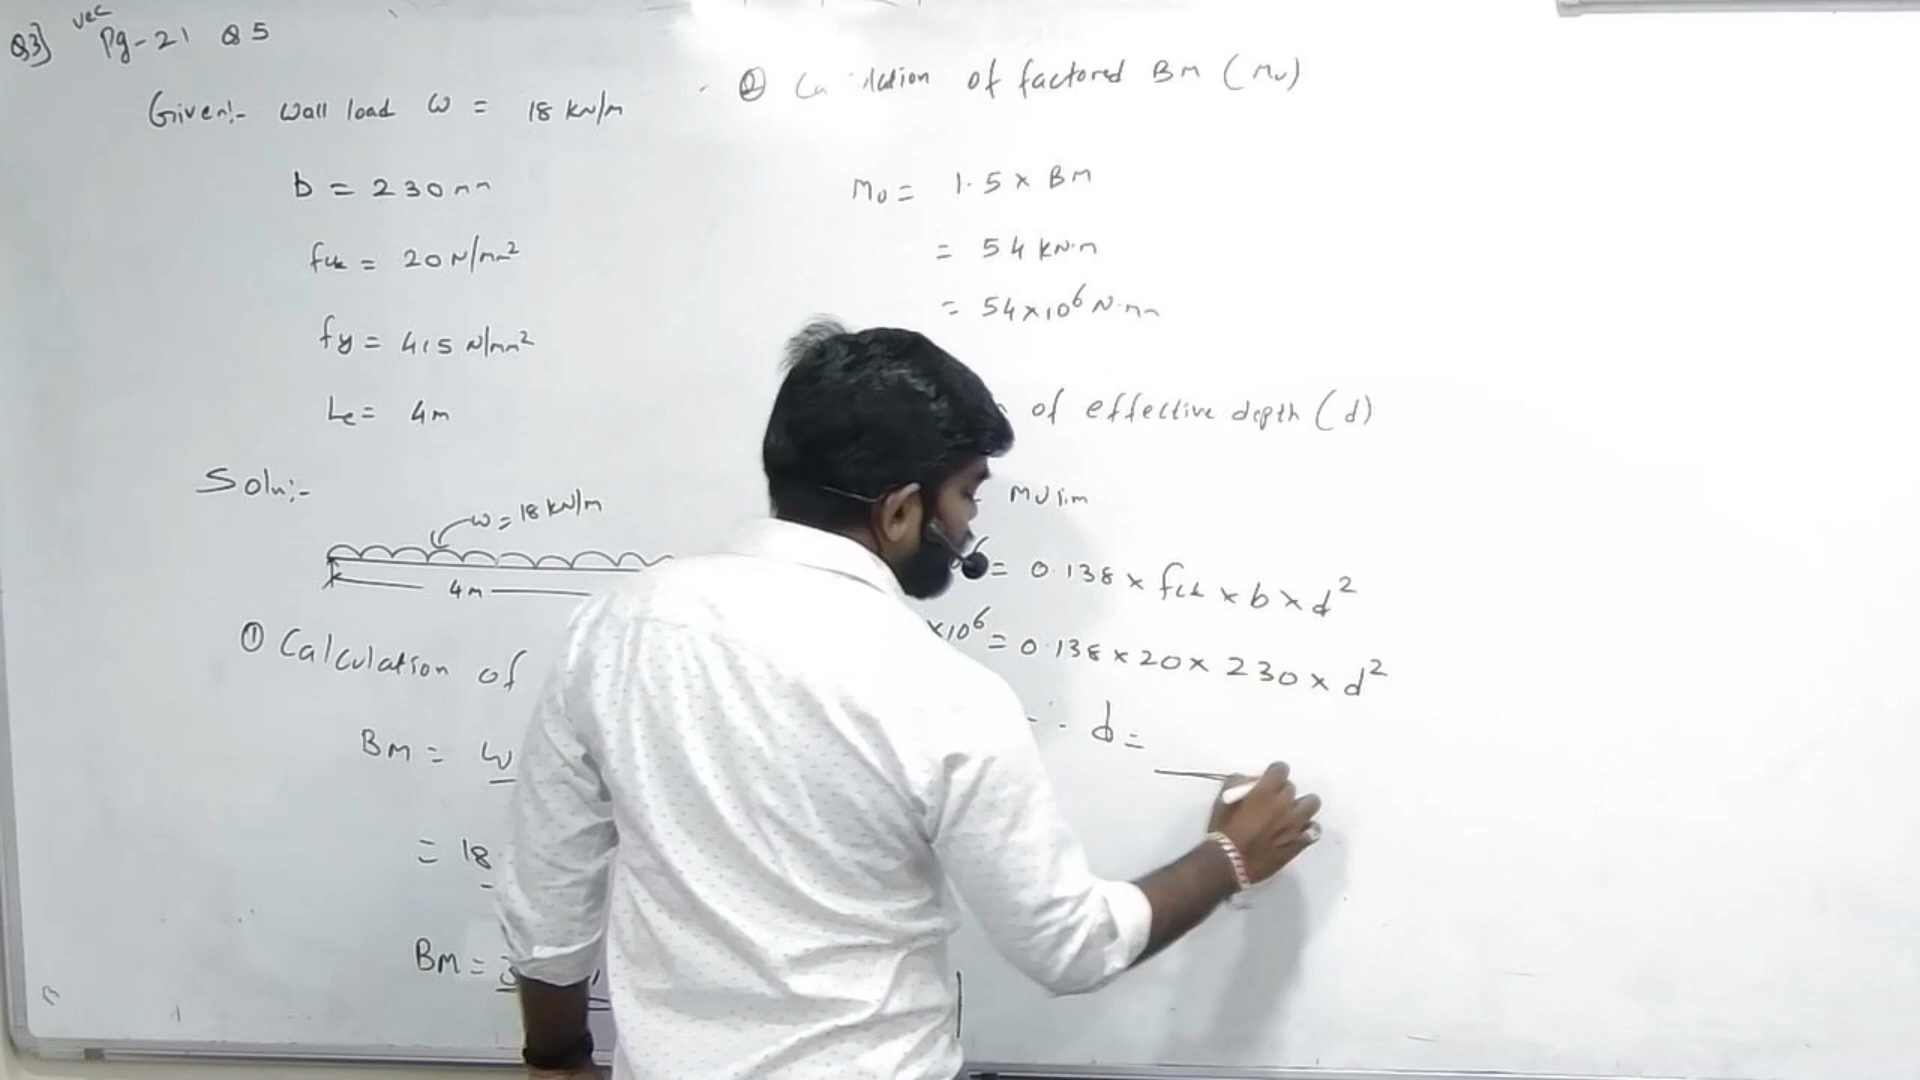 Q3] vec Pg-21 Q5
Given:- wall load ω = 18 kN/m
b = 230 mm
fck = 20 N/mm²
fy = 415 N/mm²
Le = 4m
Soln:-
ω = 18 kN/m
4m
① Calculation of
BM = w
= 18
BM =
② of factored BM (Mu)
Mu = 1.5 × BM
= 54 kN·m
= 54×10⁶ N·mm
of effective depth (d)
Mu lim
= 0.138 × fck × b × d²
×10⁶ = 0.138 × 20 × 230 × d²
∴ d =